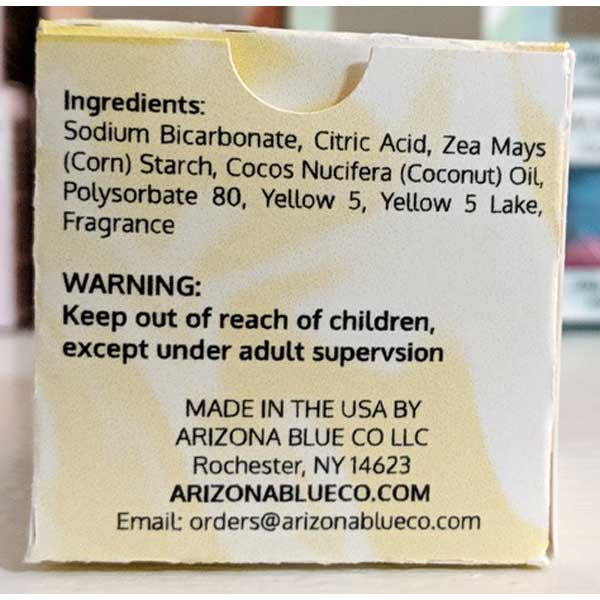 Ingredients:
Sodium Bicarbonate, Citric Acid, Zea Mays
(Corn) Starch, Cocos Nucifera (Coconut) Oil,
Polysorbate 80, Yellow 5, Yellow 5 Lake,
Fragrance
WARNING:
Keep out of reach of children,
except under adult supervsion
MADE IN THE USA BY
ARIZONA BLUE CO LLC
Rochester, NY 14623
ARIZONABLUECO.COM
Email: orders@arizonablueco.com